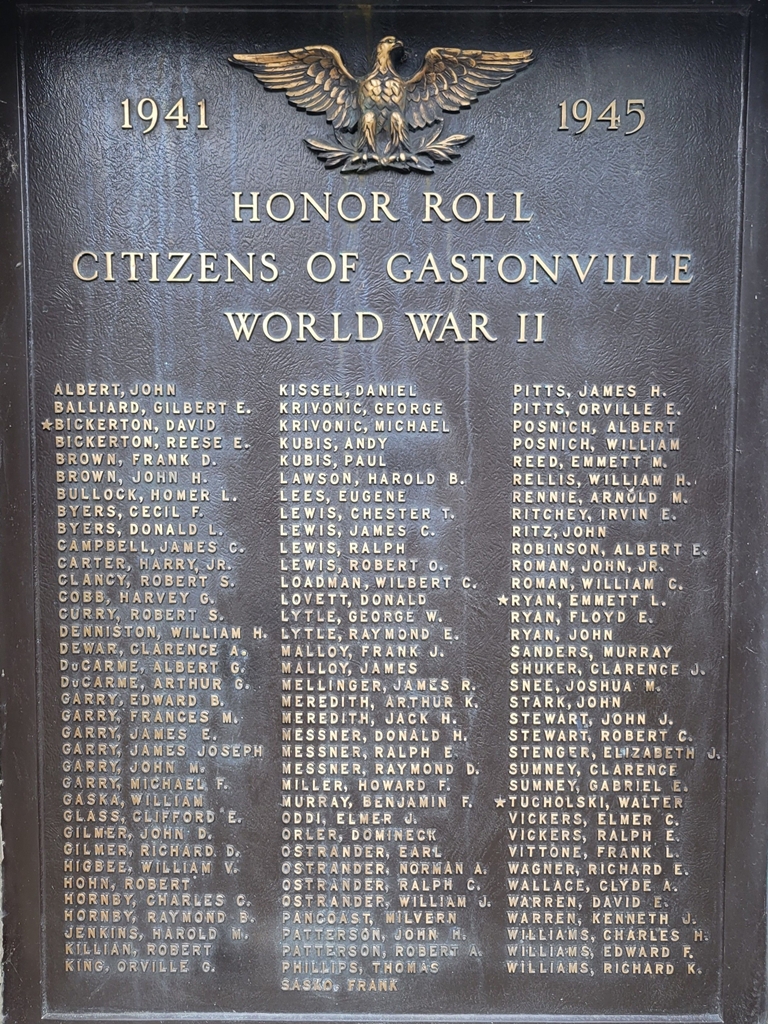 1941 1945
HONOR ROLL
CITIZENS OF GASTONVILLE
WORLD WAR II
ALBERT, JOHN
BALLIARD, GILBERT E.
★BICKERTON, DAVID
BICKERTON, REESE E.
BROWN, FRANK D.
BROWN, JOHN H.
BULLOCK, HOMER L.
BYERS, CECIL F.
BYERS, DONALD L.
CAMPBELL, JAMES C.
CARTER, HARRY, JR.
CLANCY, ROBERT S.
COBB, HARVEY G.
CURRY, ROBERT S.
DENNISTON, WILLIAM H.
DEWAR, CLARENCE A.
DuCARME, ALBERT G.
DuCARME, ARTHUR G.
GARRY, EDWARD B.
GARRY, FRANCES M.
GARRY, JAMES E.
GARRY, JAMES JOSEPH
GARRY, JOHN M.
GARRY, MICHAEL F.
GASKA, WILLIAM
GLASS, CLIFFORD E.
GILMER, JOHN D.
GILMER, RICHARD D.
HIGBEE, WILLIAM V.
HOHN, ROBERT
HORNBY, CHARLES C.
HORNBY, RAYMOND B.
JENKINS, HAROLD M.
KILLIAN, ROBERT
KING, ORVILLE G.
KISSEL, DANIEL
KRIVONIC, GEORGE
KRIVONIC, MICHAEL
KUBIS, ANDY
KUBIS, PAUL
LAWSON, HAROLD B.
LEES, EUGENE
LEWIS, CHESTER T.
LEWIS, JAMES C.
LEWIS, RALPH
LEWIS, ROBERT O.
LOADMAN, WILBERT C.
LOVETT, DONALD
LYTLE, GEORGE W.
LYTLE, RAYMOND E.
MALLOY, FRANK J.
MALLOY, JAMES
MELLINGER, JAMES R.
MEREDITH, ARTHUR K.
MEREDITH, JACK H.
MESSNER, DONALD H.
MESSNER, RALPH E.
MESSNER, RAYMOND D.
MILLER, HOWARD F.
MURRAY, BENJAMIN F.
ODDI, ELMER J.
ORLER, DOMINECK
OSTRANDER, EARL
OSTRANDER, NORMAN A.
OSTRANDER, RALPH C.
OSTRANDER, WILLIAM J.
PANCOAST, MILVERN
PATTERSON, JOHN H.
PATTERSON, ROBERT A.
PHILLIPS, THOMAS
SASKO, FRANK
PITTS, JAMES H.
PITTS, ORVILLE E.
POSNICH, ALBERT
POSNICH, WILLIAM
REED, EMMETT M.
RELLIS, WILLIAM H.
RENNIE, ARNOLD M.
RITCHEY, IRVIN E.
RITZ, JOHN
ROBINSON, ALBERT E.
ROMAN, JOHN, JR.
ROMAN, WILLIAM C.
★RYAN, EMMETT L.
RYAN, FLOYD E.
RYAN, JOHN
SANDERS, MURRAY
SHUKER, CLARENCE J.
SNEE, JOSHUA M.
STARK, JOHN
STEWART, JOHN J.
STEWART, ROBERT C.
STENGER, ELIZABETH J.
SUMNEY, CLARENCE
SUMNEY, GABRIEL E.
★TUCHOLSKI, WALTER
VICKERS, ELMER C.
VICKERS, RALPH E.
VITTONE, FRANK L.
WAGNER, RICHARD E.
WALLACE, CLYDE A.
WARREN, DAVID E.
WARREN, KENNETH J.
WILLIAMS, CHARLES H.
WILLIAMS, EDWARD F.
WILLIAMS, RICHARD K.